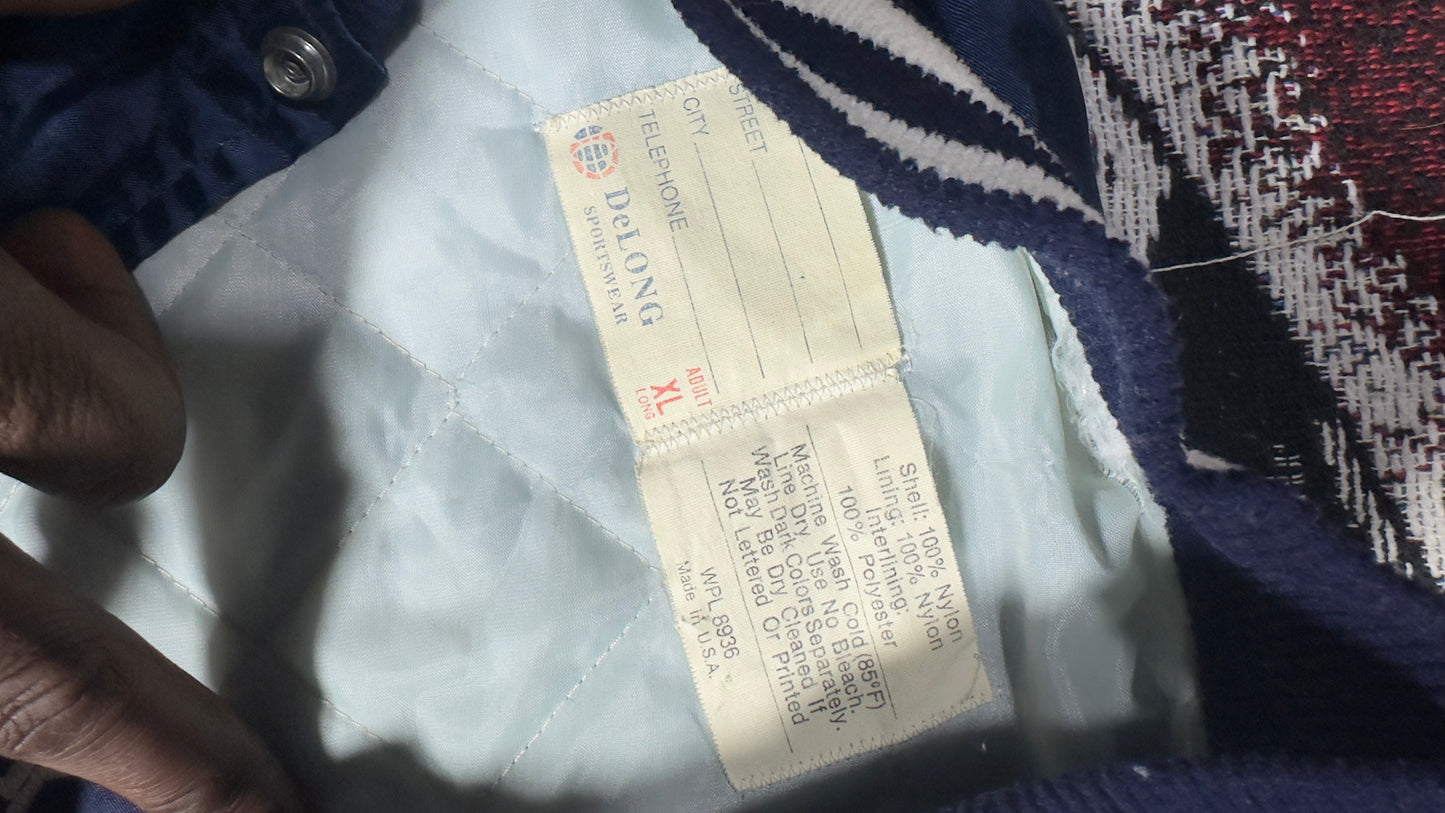 STREET
CITY
TELEPHONE
DeLONG
SPORTSWEAR
ADULT
XL
LONG
Shell: 100% Nylon
Lining: 100% Nylon
Interlining:
100% Polyester
Machine Wash Cold (85°F)
Line Dry Use No Bleach.
Wash Dark Colors Separately.
May Be Dry Cleaned If
Not Lettered Or Printed
WPL 8936
Made in U.S.A.